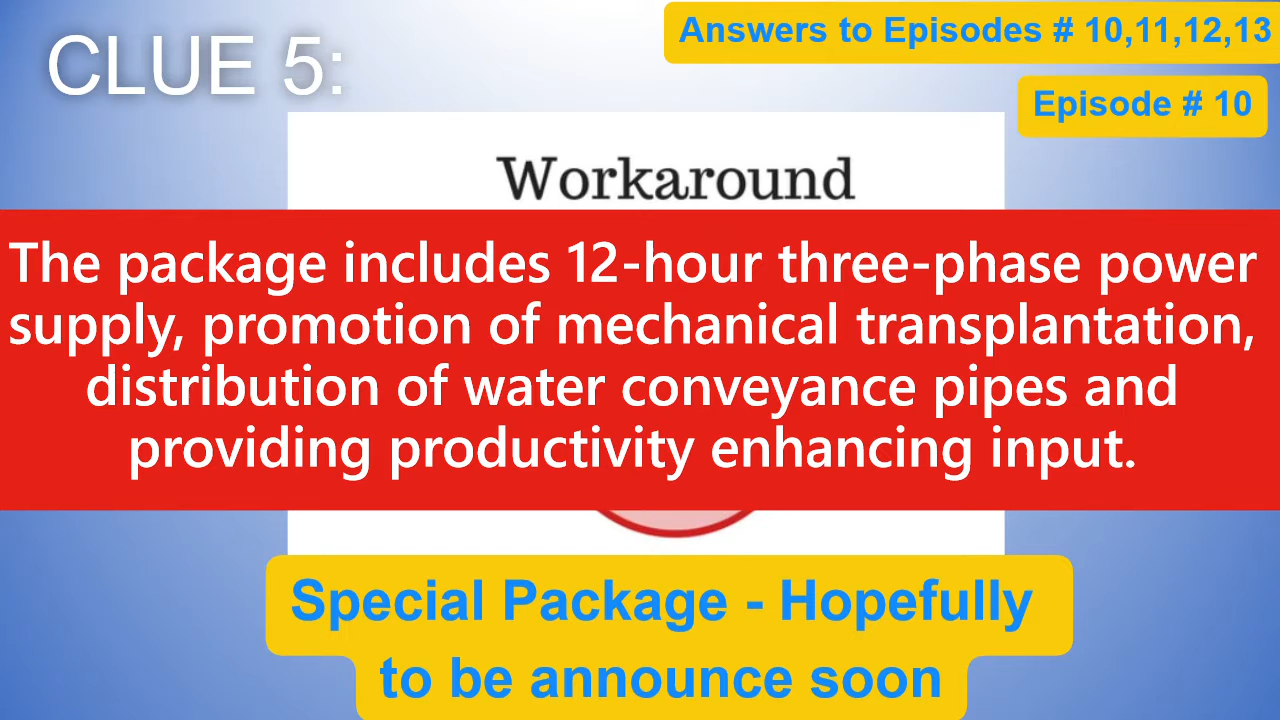 CLUE 5:
Answers to Episodes # 10,11,12,13
Episode # 10
Workaround
The package includes 12-hour three-phase power
supply, promotion of mechanical transplantation,
distribution of water conveyance pipes and
providing productivity enhancing input.
Special Package - Hopefully
to be announce soon